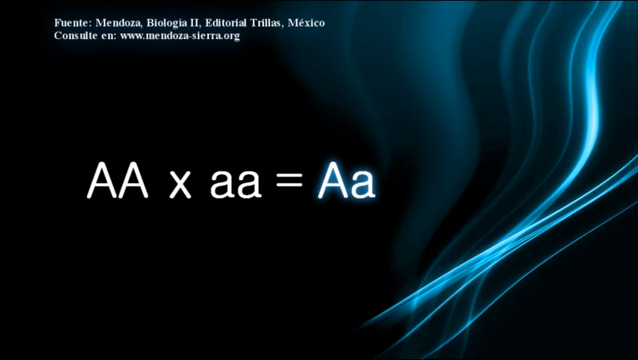 Fuente: Mendoza, Biología II, Editorial Trillas, México
Consulte en: www.mendoza-sierra.org
AA x aa = Aa